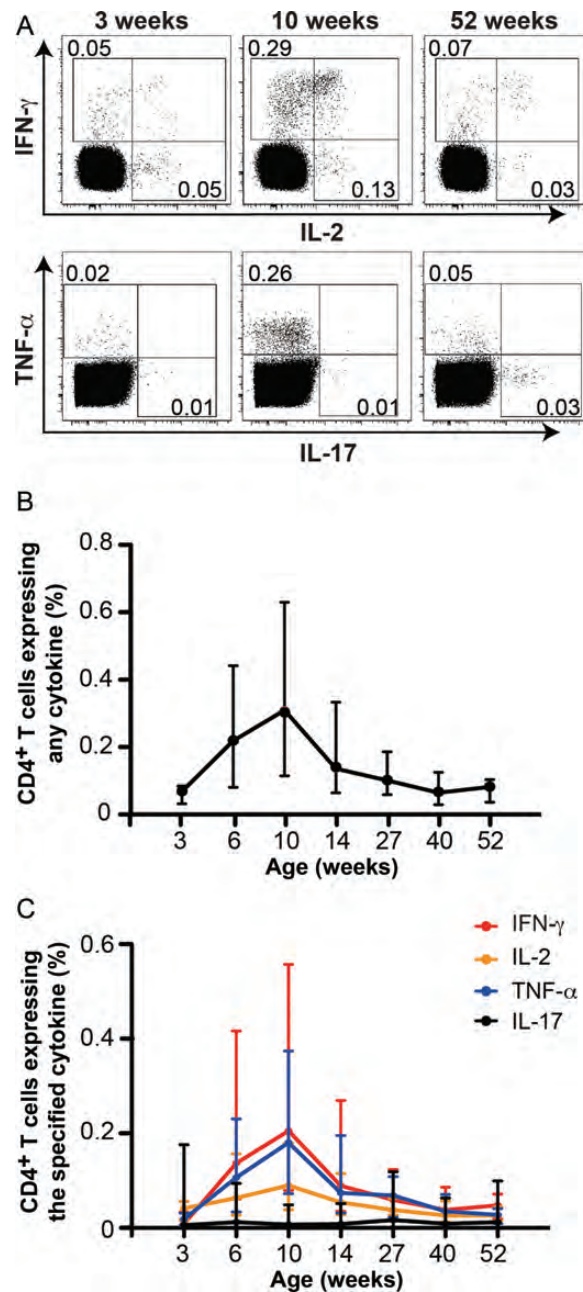 A
3 weeks 10 weeks 52 weeks
IFN-γ
0.05 0.29 0.07
0.05 0.13 0.03
IL-2
TNF-α
0.02 0.26 0.05
0.01 0.01 0.03
IL-17
B
CD4+ T cells expressing
any cytokine (%)
0.8
0.6
0.4
0.2
0
3 6 10 14 27 40 52
Age (weeks)
C
IFN-γ
IL-2
TNF-α
IL-17
CD4+ T cells expressing
the specified cytokine (%)
0.6
0.4
0.2
0
3 6 10 14 27 40 52
Age (weeks)